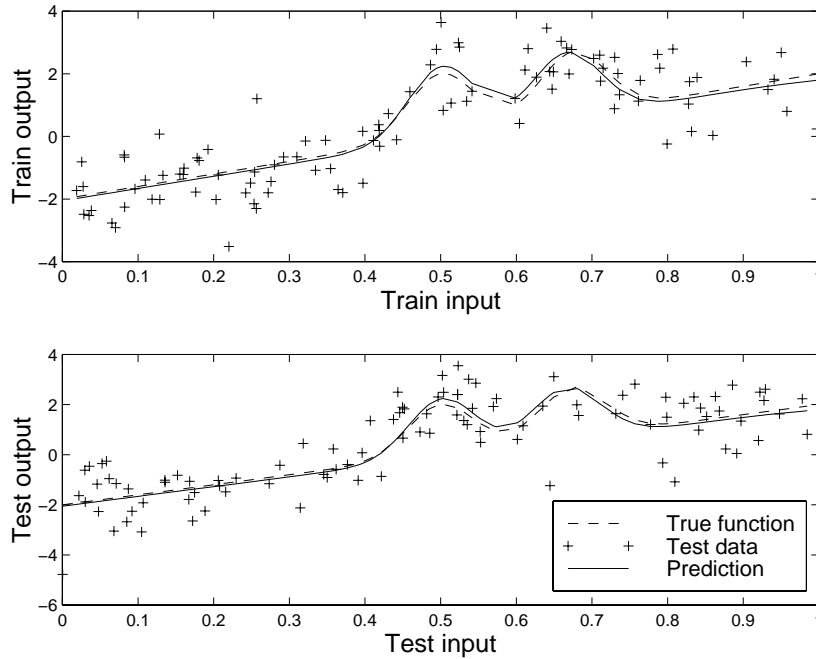 4
2
0
−2
−4
Train output
0 0.1 0.2 0.3 0.4 0.5 0.6 0.7 0.8 0.9 1
Train input
4
2
0
−2
−4
−6
Test output
True function
Test data
Prediction
0 0.1 0.2 0.3 0.4 0.5 0.6 0.7 0.8 0.9 1
Test input